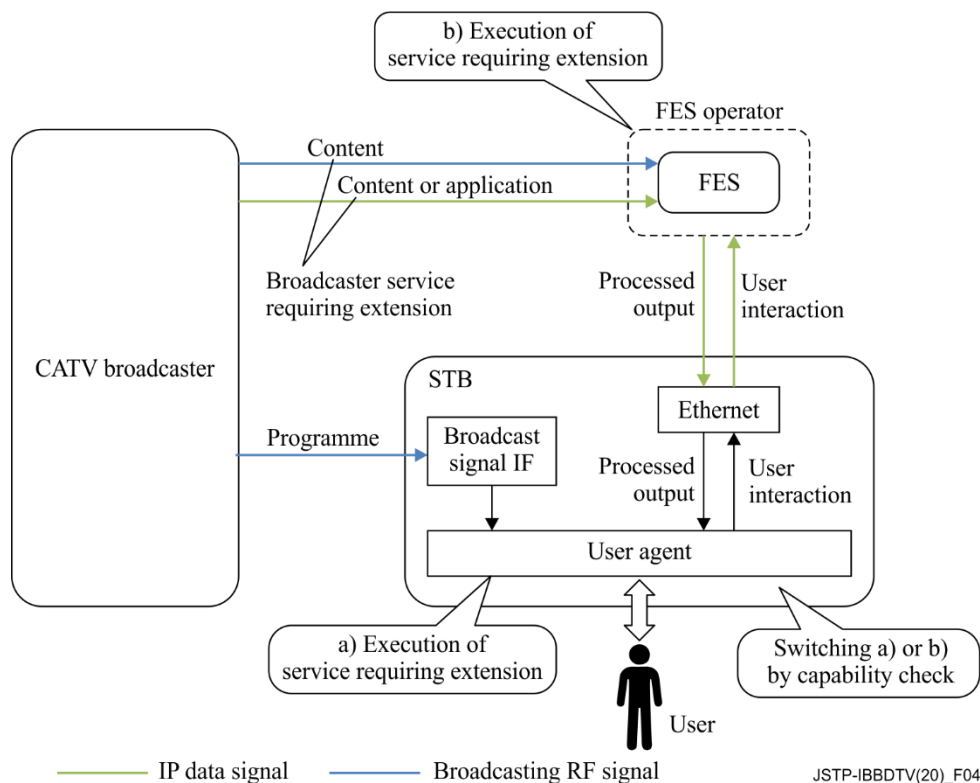 b) Execution of
service requiring extension
FES operator
Content
FES
Content or application
Broadcaster service
requiring extension
Processed
output
User
interaction
CATV broadcaster
STB
Ethernet
Programme
Broadcast
signal IF
Processed
output
User
interaction
User agent
a) Execution of
service requiring extension
Switching a) or b)
by capability check
User
IP data signal
Broadcasting RF signal
JSTP-IBBDTV(20)_F04